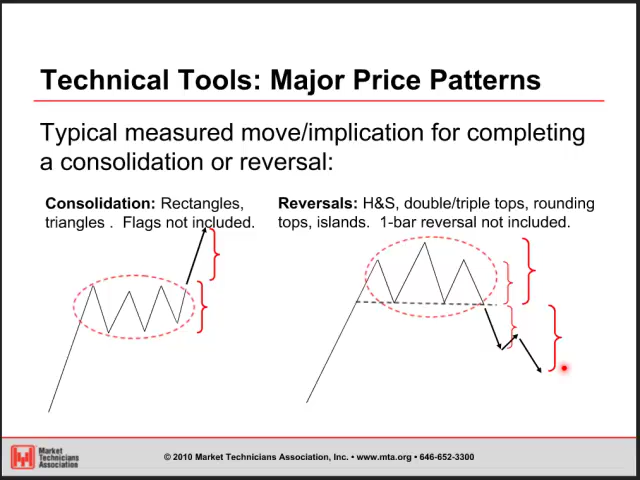 Technical Tools: Major Price Patterns
Typical measured move/implication for completing
a consolidation or reversal:
Consolidation: Rectangles,
triangles . Flags not included.
Reversals: H&S, double/triple tops, rounding
tops, islands. 1-bar reversal not included.
Market
Technicians
Association
© 2010 Market Technicians Association, Inc. • www.mta.org • 646-652-3300